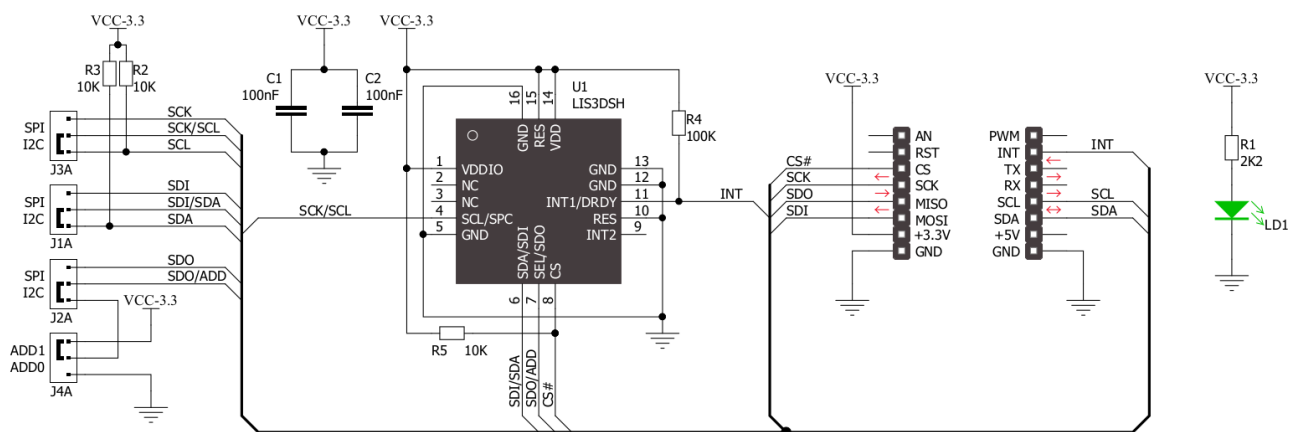 VCC-3.3
R3
10K
R2
10K
SPI
I2C
J3A
SCK
SCK/SCL
SCL
SPI
I2C
J1A
SDI
SDI/SDA
SDA
SPI
I2C
J2A
SDO
SDO/ADD
VCC-3.3
ADD1
ADD0
J4A
VCC-3.3
C1
100nF
C2
100nF
SCK/SCL
VCC-3.3
U1
LIS3DSH
16
15
14
GND
RES
VDD
1 VDDIO
2 NC
3 NC
4 SCL/SPC
5 GND
GND 13
GND 12
INT1/DRDY 11
RES 10
INT2 9
SDA/SDI
SEL/SDO
CS
6
7
8
R5
10K
SDI/SDA
SDO/ADD
CS#
R4
100K
INT
VCC-3.3
CS#
SCK
SDO
SDI
AN
RST
CS
SCK
MISO
MOSI
+3.3V
GND
PWM
INT
TX
RX
SCL
SDA
+5V
GND
INT
SCL
SDA
VCC-3.3
R1
2K2
LD1